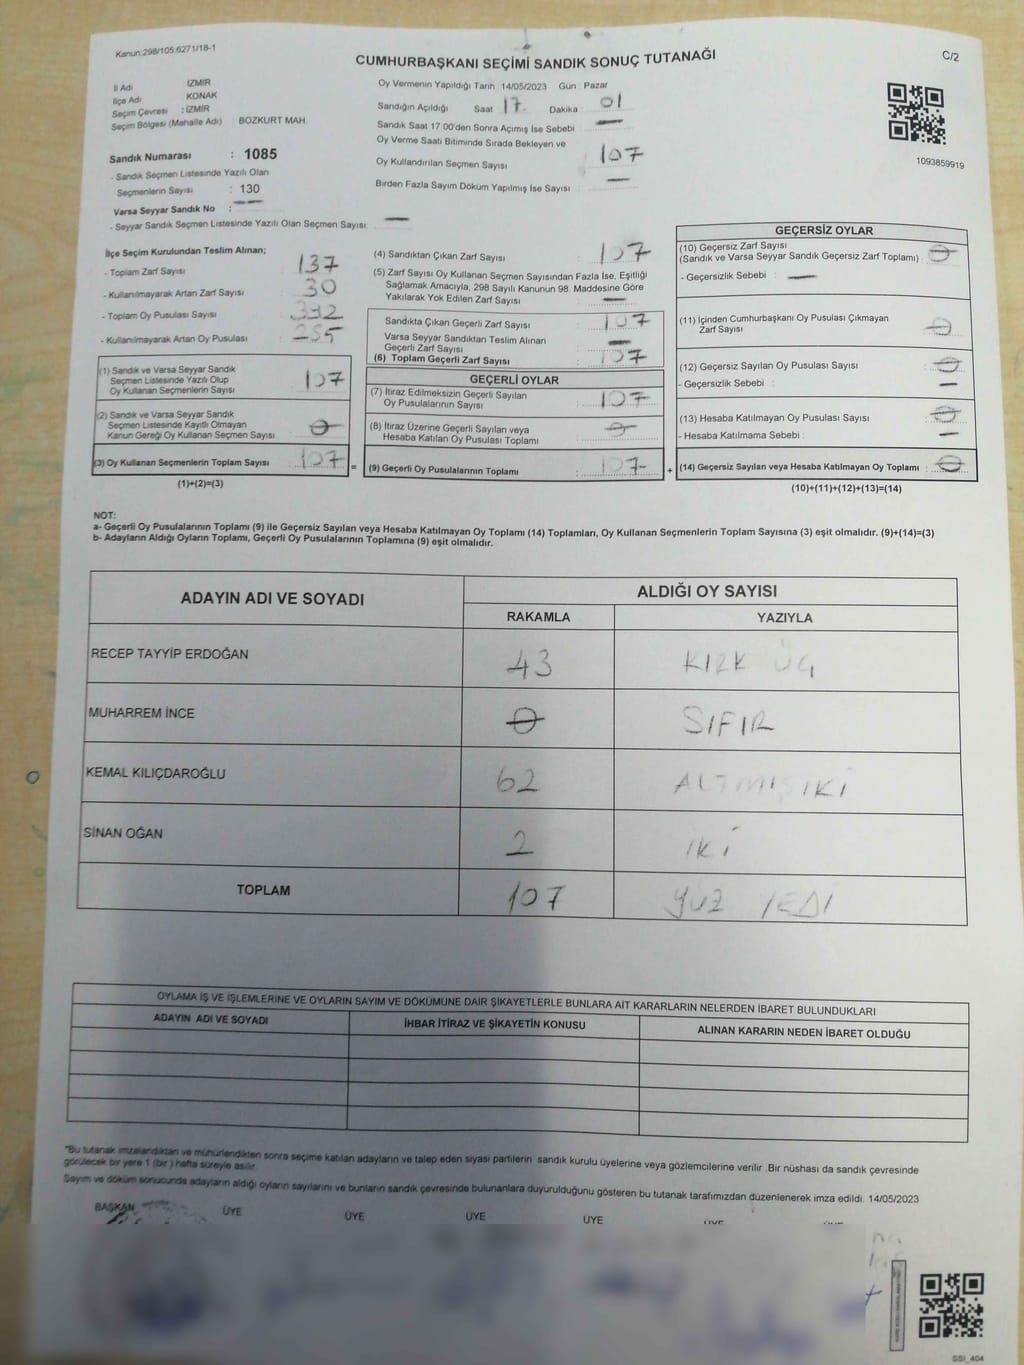 Kanun:298/105.6271/18-1
CUMHURBAŞKANI SEÇİMİ SANDIK SONUÇ TUTANAĞI
C/2
İl Adı İZMİR
İlçe Adı KONAK
Seçim Çevresi : İZMİR
Seçim Bölgesi (Mahalle Adı) : BOZKURT MAH.
Sandık Numarası : 1085
- Sandık Seçmen Listesinde Yazılı Olan
Seçmenlerin Sayısı : 130
Varsa Seyyar Sandık No : —
- Seyyar Sandık Seçmen Listesinde Yazılı Olan Seçmen Sayısı: —
Oy Vermenin Yapıldığı Tarih :14/05/2023 Gün : Pazar
Sandığın Açıldığı Saat 17 Dakika : 01
Sandık Saat 17:00'den Sonra Açımış İse Sebebi : —
Oy Verme Saati Bitiminde Sırada Bekleyen ve
Oy Kullandırılan Seçmen Sayısı : 107
Birden Fazla Sayım Döküm Yapılmış İse Sayısı : —
1093859919
İlçe Seçim Kurulundan Teslim Alınan;
- Toplam Zarf Sayısı : 137
- Kullanılmayarak Artan Zarf Sayısı : 30
- Toplam Oy Pusulası Sayısı : 392
- Kullanılmayarak Artan Oy Pusulası : 285
(1) Sandık ve Varsa Seyyar Sandık
Seçmen Listesinde Yazılı Olup
Oy Kullanan Seçmenlerin Sayısı : 107
(2) Sandık ve Varsa Seyyar Sandık
Seçmen Listesinde Kayıtlı Olmayan
Kanun Gereği Oy Kullanan Seçmen Sayısı : 0
(3) Oy Kullanan Seçmenlerin Toplam Sayısı : 107
(1)+(2)=(3)
(4) Sandıktan Çıkan Zarf Sayısı : 107
(5) Zarf Sayısı Oy Kullanan Seçmen Sayısından Fazla İse, Eşitliği
Sağlamak Amacıyla, 298 Sayılı Kanunun 98. Maddesine Göre
Yakılarak Yok Edilen Zarf Sayısı : —
Sandıkta Çıkan Geçerli Zarf Sayısı : 107
Varsa Seyyar Sandıktan Teslim Alınan
Geçerli Zarf Sayısı : —
(6) Toplam Geçerli Zarf Sayısı : 107
GEÇERLİ OYLAR
(7) İtiraz Edilmeksizin Geçerli Sayılan
Oy Pusulalarının Sayısı : 107
(8) İtiraz Üzerine Geçerli Sayılan veya
Hesaba Katılan Oy Pusulası Toplamı : 0
= (9) Geçerli Oy Pusulalarının Toplamı : 107 +
GEÇERSİZ OYLAR
(10) Geçersiz Zarf Sayısı
(Sandık ve Varsa Seyyar Sandık Geçersiz Zarf Toplamı) : 0
- Geçersizlik Sebebi : —
(11) İçinden Cumhurbaşkanı Oy Pusulası Çıkmayan
Zarf Sayısı : 0
(12) Geçersiz Sayılan Oy Pusulası Sayısı : 0
- Geçersizlik Sebebi : —
(13) Hesaba Katılmayan Oy Pusulası Sayısı : 0
- Hesaba Katılmama Sebebi : —
(14) Geçersiz Sayılan veya Hesaba Katılmayan Oy Toplamı : 0
(10)+(11)+(12)+(13)=(14)
NOT:
a- Geçerli Oy Pusulalarının Toplamı (9) ile Geçersiz Sayılan veya Hesaba Katılmayan Oy Toplamı (14) Toplamları, Oy Kullanan Seçmenlerin Toplam Sayısına (3) eşit olmalıdır. (9)+(14)=(3)
b- Adayların Aldığı Oyların Toplamı, Geçerli Oy Pusulalarının Toplamına (9) eşit olmalıdır.
ADAYIN ADI VE SOYADI ALDIĞI OY SAYISI
RAKAMLA YAZIYLA
RECEP TAYYİP ERDOĞAN 43 KIRK ÜÇ
MUHARREM İNCE 0 SIFIR
KEMAL KILIÇDAROĞLU 62 ALTMIŞ İKİ
SİNAN OĞAN 2 İKİ
TOPLAM 107 YÜZ YEDİ
OYLAMA İŞ VE İŞLEMLERİNE VE OYLARIN SAYIM VE DÖKÜMÜNE DAİR ŞİKAYETLERLE BUNLARA AİT KARARLARIN NELERDEN İBARET BULUNDUKLARI
ADAYIN ADI VE SOYADI İHBAR İTİRAZ VE ŞİKAYETİN KONUSU ALINAN KARARIN NEDEN İBARET OLDUĞU
"Bu tutanak imzalandıktan ve mühürlendikten sonra seçime katılan adayların ve talep eden siyasi partilerin sandık kurulu üyelerine veya gözlemcilerine verilir .Bir nüshası da sandık çevresinde
görülecek bir yere 1 (bir ) hafta süreyle asılır.
Sayım ve döküm sonucunda adayların aldığı oyların sayılarını ve bunların sandık çevresinde bulunanlara duyurulduğunu gösteren bu tutanak tarafımızdan düzenlenerek imza edildi. 14/05/2023
BAŞKAN ÜYE ÜYE ÜYE ÜYE ÜYE
SSI_404